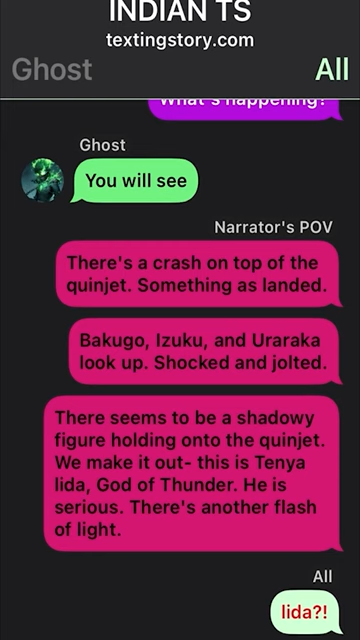 INDIAN TS
textingstory.com
Ghost
All
What's happening?
Ghost
You will see
Narrator's POV
There's a crash on top of the
quinjet. Something as landed.
Bakugo, Izuku, and Uraraka
look up. Shocked and jolted.
There seems to be a shadowy
figure holding onto the quinjet.
We make it out- this is Tenya
Iida, God of Thunder. He is
serious. There's another flash
of light.
All
Iida?!